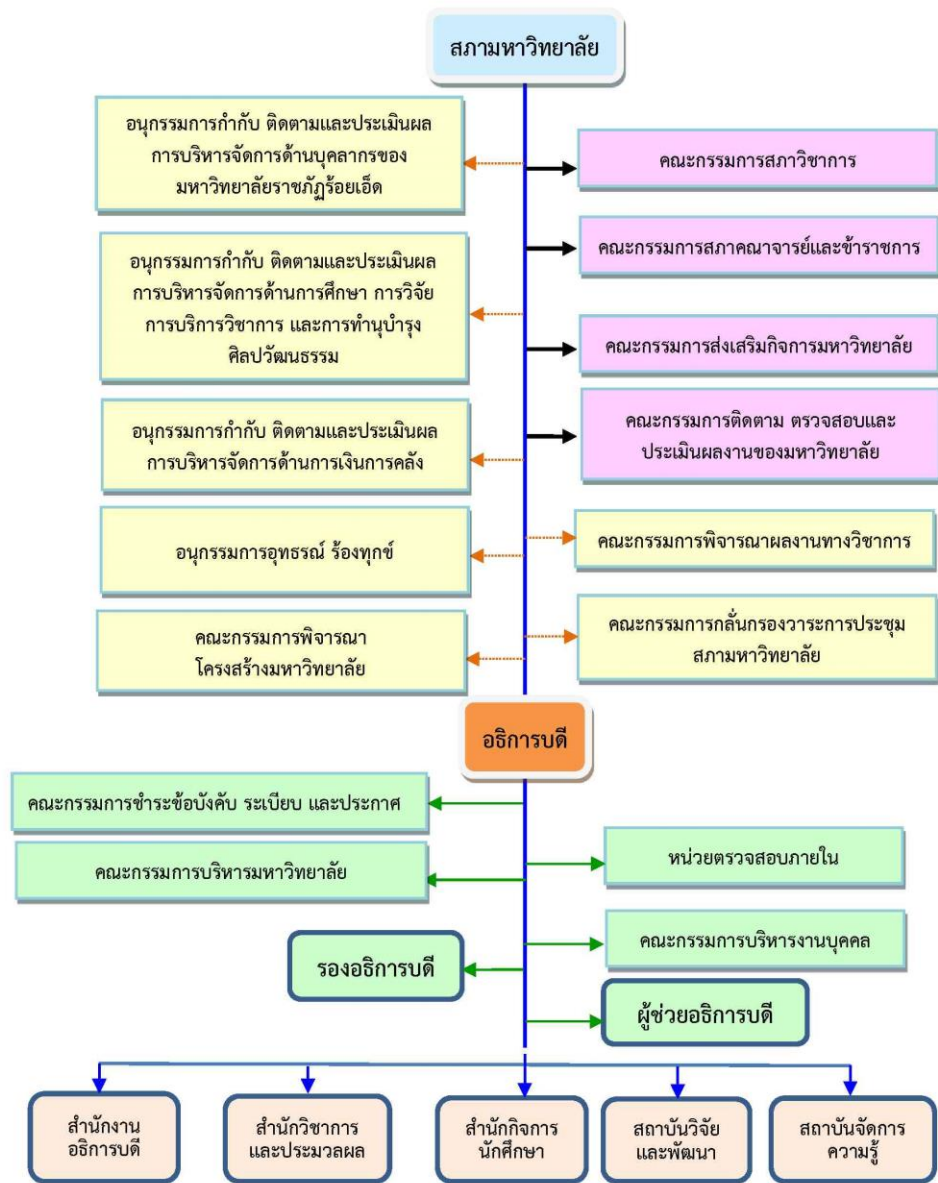 สภามหาวิทยาลัย
อนุกรรมการกำกับ ติดตามและประเมินผล
การบริหารจัดการด้านบุคลากรของ
มหาวิทยาลัยราชภัฏร้อยเอ็ด
คณะกรรมการสภาวิชาการ
อนุกรรมการกำกับ ติดตามและประเมินผล
การบริหารจัดการด้านการศึกษา การวิจัย
การบริการวิชาการ และการทำนุบำรุง
ศิลปวัฒนธรรม
คณะกรรมการสภาคณาจารย์และข้าราชการ
คณะกรรมการส่งเสริมกิจการมหาวิทยาลัย
อนุกรรมการกำกับ ติดตามและประเมินผล
การบริหารจัดการด้านการเงินการคลัง
คณะกรรมการติดตาม ตรวจสอบและ
ประเมินผลงานของมหาวิทยาลัย
อนุกรรมการอุทธรณ์ ร้องทุกข์
คณะกรรมการพิจารณาผลงานทางวิชาการ
คณะกรรมการพิจารณา
โครงสร้างมหาวิทยาลัย
คณะกรรมการกลั่นกรองวาระการประชุม
สภามหาวิทยาลัย
อธิการบดี
คณะกรรมการชำระข้อบังคับ ระเบียบ และประกาศ
คณะกรรมการบริหารมหาวิทยาลัย
หน่วยตรวจสอบภายใน
คณะกรรมการบริหารงานบุคคล
รองอธิการบดี
ผู้ช่วยอธิการบดี
สำนักงาน
อธิการบดี
สำนักวิชาการ
และประมวลผล
สำนักกิจการ
นักศึกษา
สถาบันวิจัย
และพัฒนา
สถาบันจัดการ
ความรู้